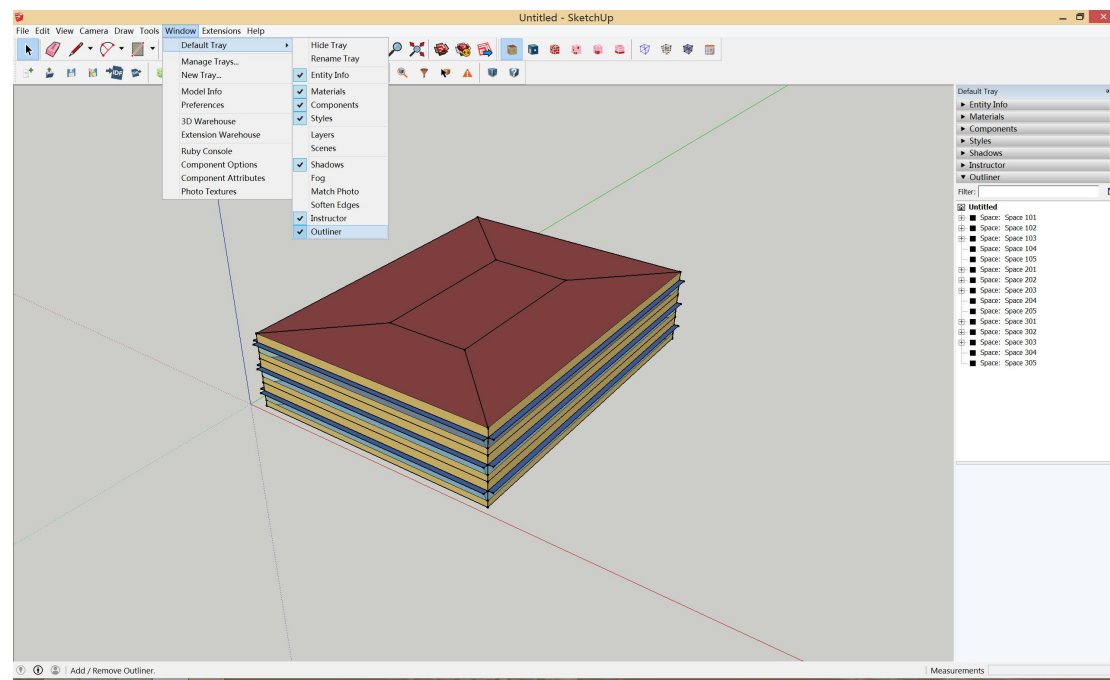 Untitled - SketchUp
File Edit View Camera Draw Tools Window Extensions Help
Default Tray
Manage Trays...
New Tray...
Model Info
Preferences
3D Warehouse
Extension Warehouse
Ruby Console
Component Options
Component Attributes
Photo Textures
Hide Tray
Rename Tray
Entity Info
Materials
Components
Styles
Layers
Scenes
Shadows
Fog
Match Photo
Soften Edges
Instructor
Outliner
IDF
Default Tray
Entity Info
Materials
Components
Styles
Shadows
Instructor
Outliner
Filter:
Untitled
Space: Space 101
Space: Space 102
Space: Space 103
Space: Space 104
Space: Space 105
Space: Space 201
Space: Space 202
Space: Space 203
Space: Space 204
Space: Space 205
Space: Space 301
Space: Space 302
Space: Space 303
Space: Space 304
Space: Space 305
Add / Remove Outliner.
Measurements